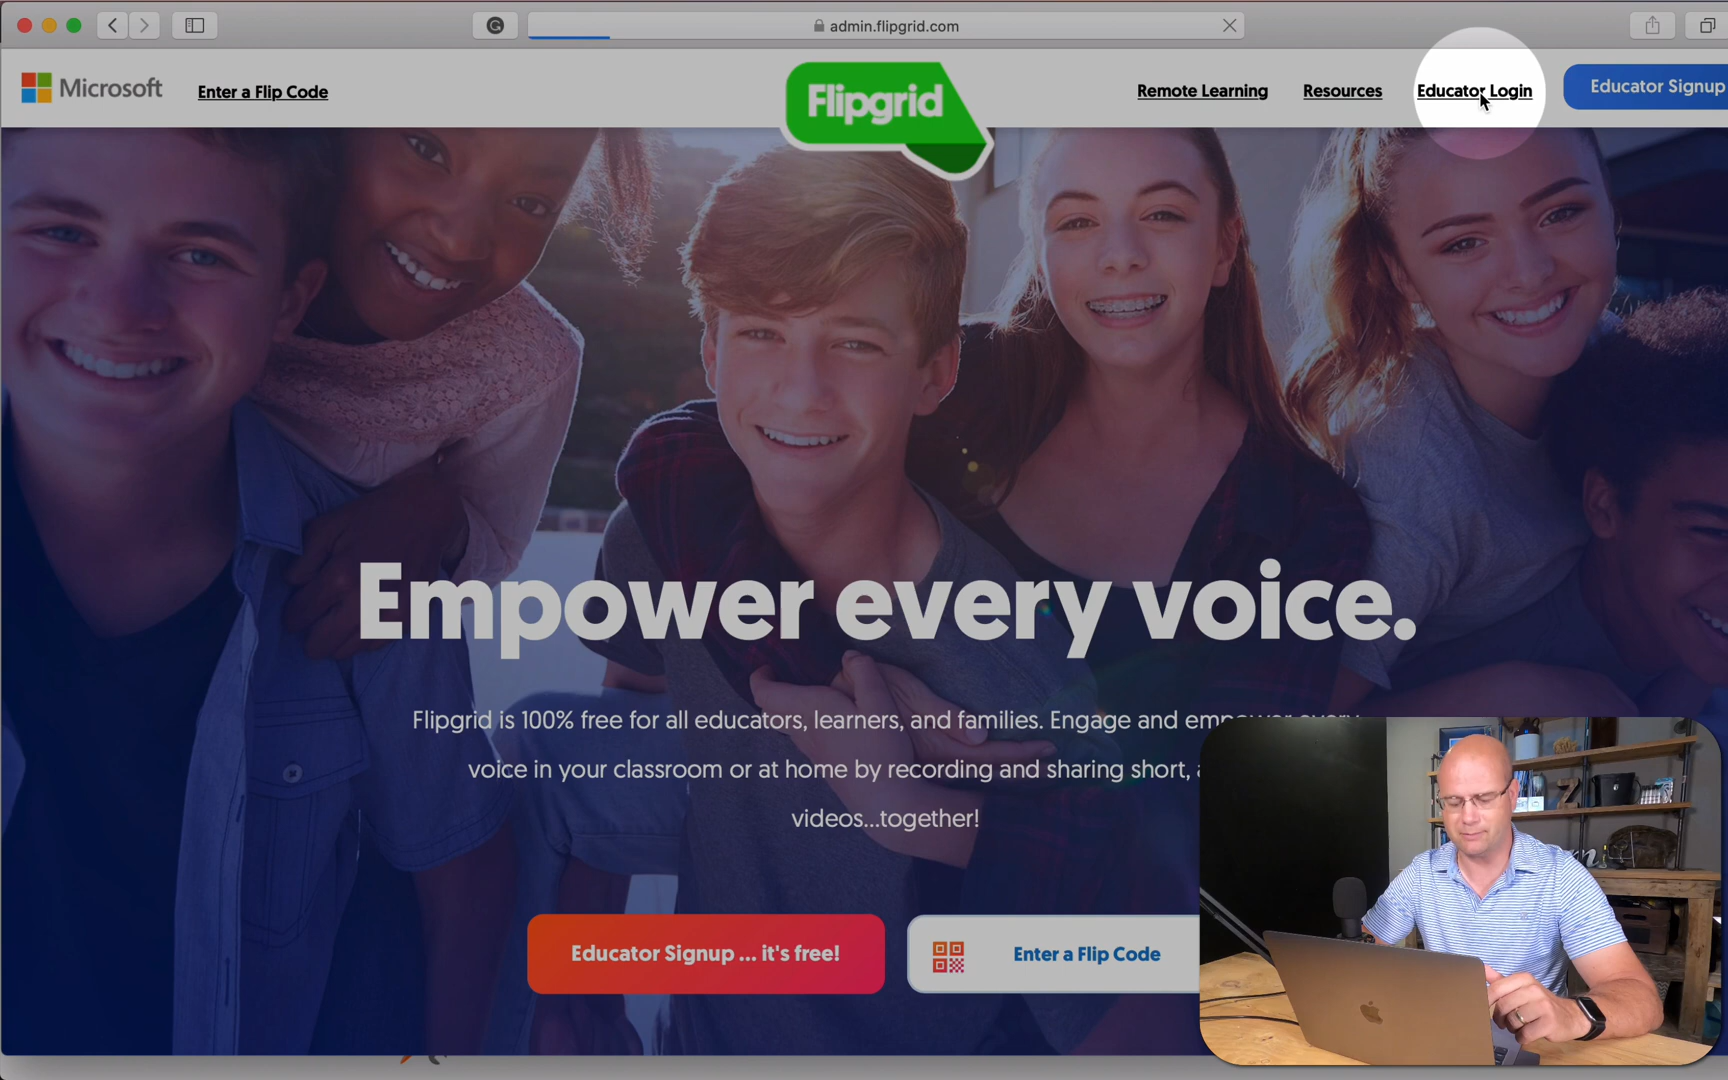 admin.flipgrid.com
Microsoft
Enter a Flip Code
Flipgrid
Remote Learning
Resources
Educator Login
Educator Signup
Empower every voice.
Flipgrid is 100% free for all educators, learners, and families. Engage and empower every
voice in your classroom or at home by recording and sharing short,
videos...together!
Educator Signup ... it's free!
Enter a Flip Code